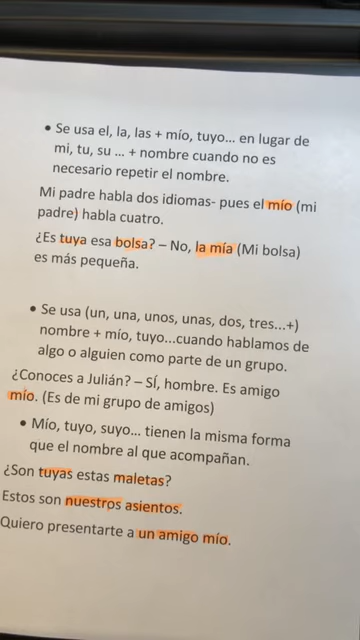 • Se usa el, la, las + mío, tuyo... en lugar de
mi, tu, su ... + nombre cuando no es
necesario repetir el nombre.
Mi padre habla dos idiomas- pues el mío (mi
padre) habla cuatro.
¿Es tuya esa bolsa? – No, la mía (Mi bolsa)
es más pequeña.
• Se usa (un, una, unos, unas, dos, tres...+)
nombre + mío, tuyo...cuando hablamos de
algo o alguien como parte de un grupo.
¿Conoces a Julián? – SÍ, hombre. Es amigo
mío. (Es de mi grupo de amigos)
• Mío, tuyo, suyo... tienen la misma forma
que el nombre al que acompañan.
¿Son tuyas estas maletas?
Estos son nuestros asientos.
Quiero presentarte a un amigo mío.